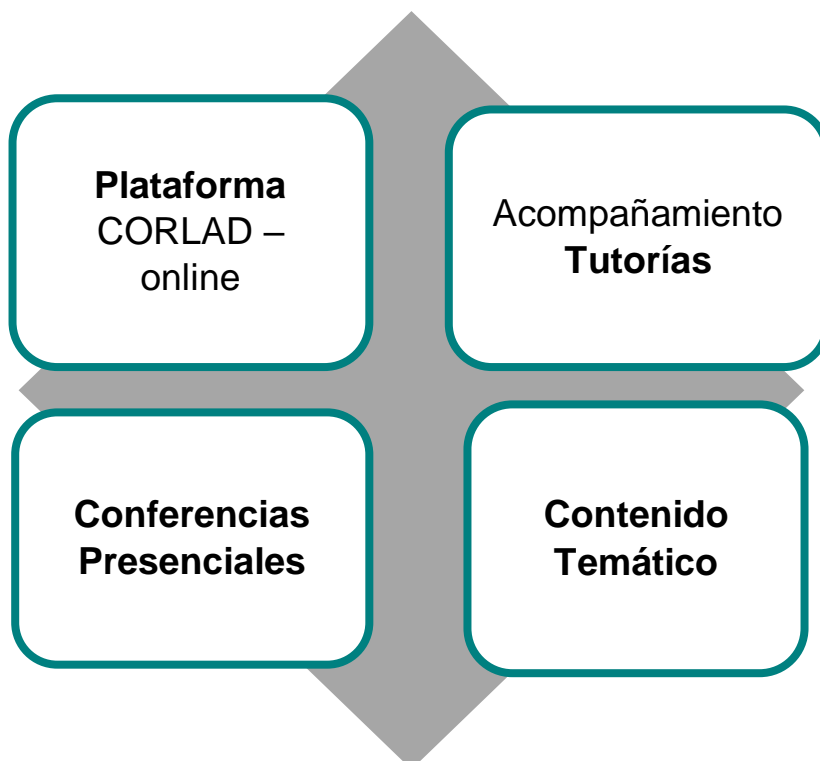 Plataforma
CORLAD –
online
Acompañamiento
Tutorías
Conferencias
Presenciales
Contenido
Temático